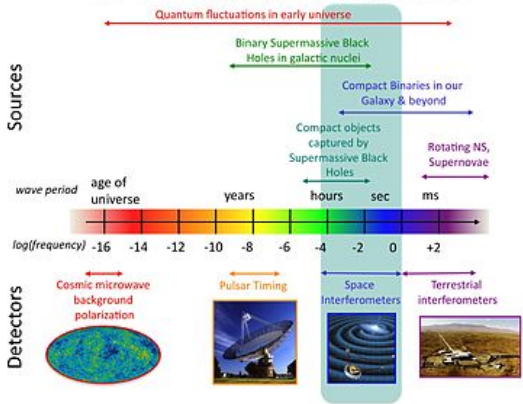 Quantum fluctuations in early universe
Binary Supermassive Black
Holes in galactic nuclei
Compact Binaries in our
Galaxy & beyond
Compact objects
captured by
Supermassive Black
Holes
Rotating NS,
Supernovae
Sources
wave period
age of
universe
years
hours
sec
ms
log(frequency)
-16 -14 -12 -10 -8 -6 -4 -2 0 +2
Detectors
Cosmic microwave
background
polarization
Pulsar Timing
Space
Interferometers
Terrestrial
interferometers